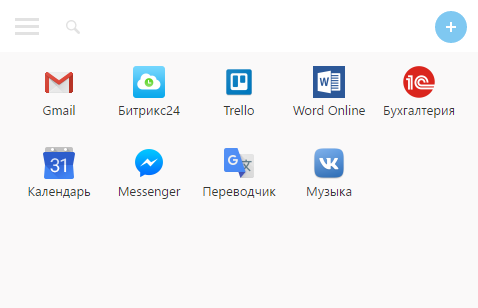 Gmail
Битрикс24
Trello
Word Online
Бухгалтерия
31
Календарь
Messenger
Переводчик
Музыка